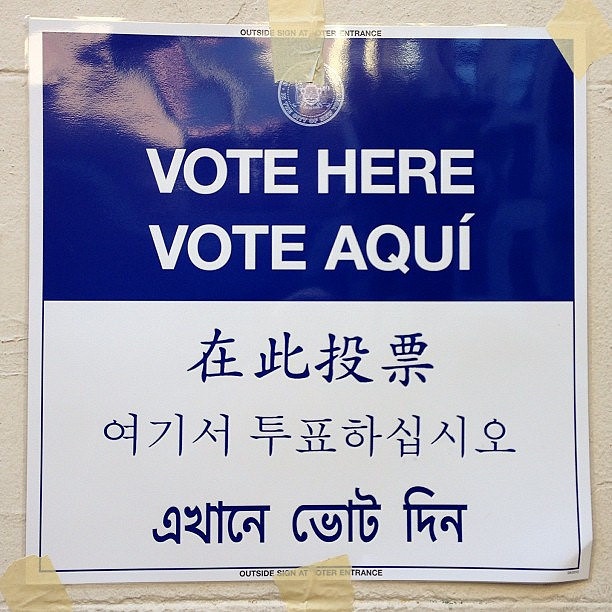 OUTSIDE SIGN AT VOTER ENTRANCE
VOTE HERE
VOTE AQUÍ
在此投票
여기서 투표하십시오
এখানে ভোট দিন
OUTSIDE SIGN AT VOTER ENTRANCE